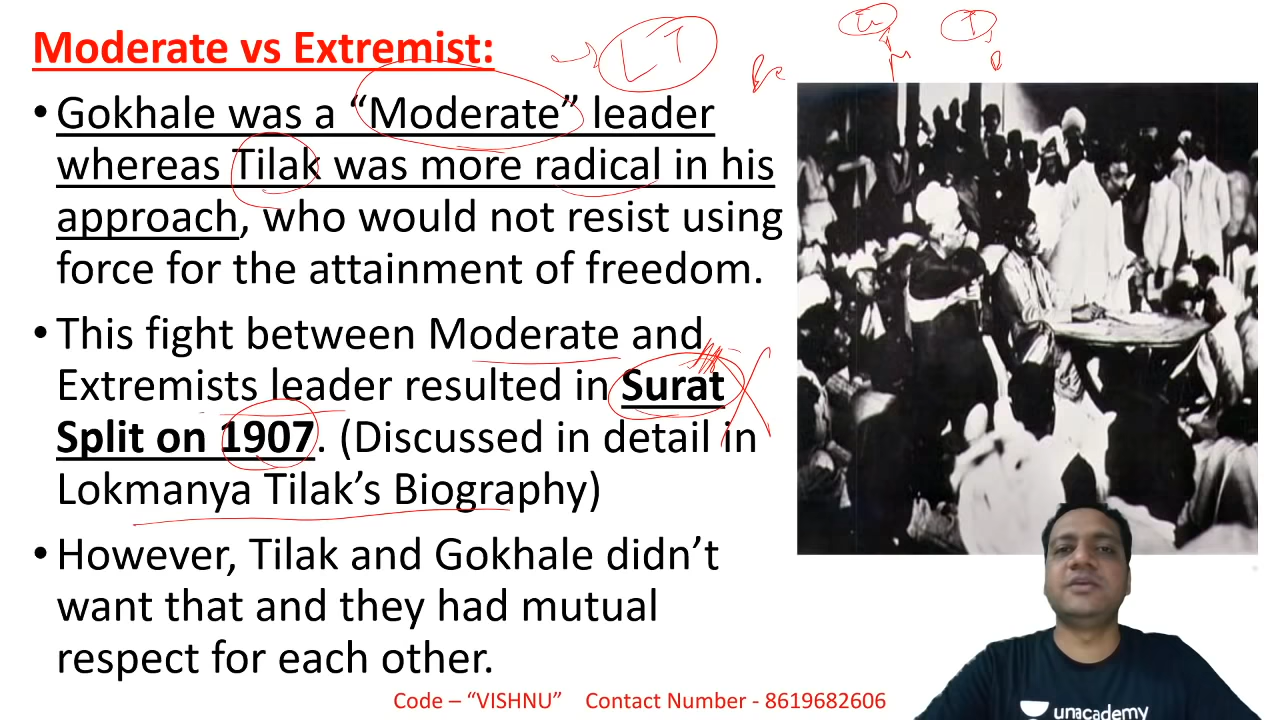 Moderate vs Extremist:
LT
• Gokhale was a “Moderate” leader
whereas Tilak was more radical in his
approach, who would not resist using
force for the attainment of freedom.
• This fight between Moderate and
Extremists leader resulted in Surat
Split on 1907. (Discussed in detail in
Lokmanya Tilak’s Biography)
• However, Tilak and Gokhale didn’t
want that and they had mutual
respect for each other.
Code – “VISHNU” Contact Number - 8619682606
unacademy